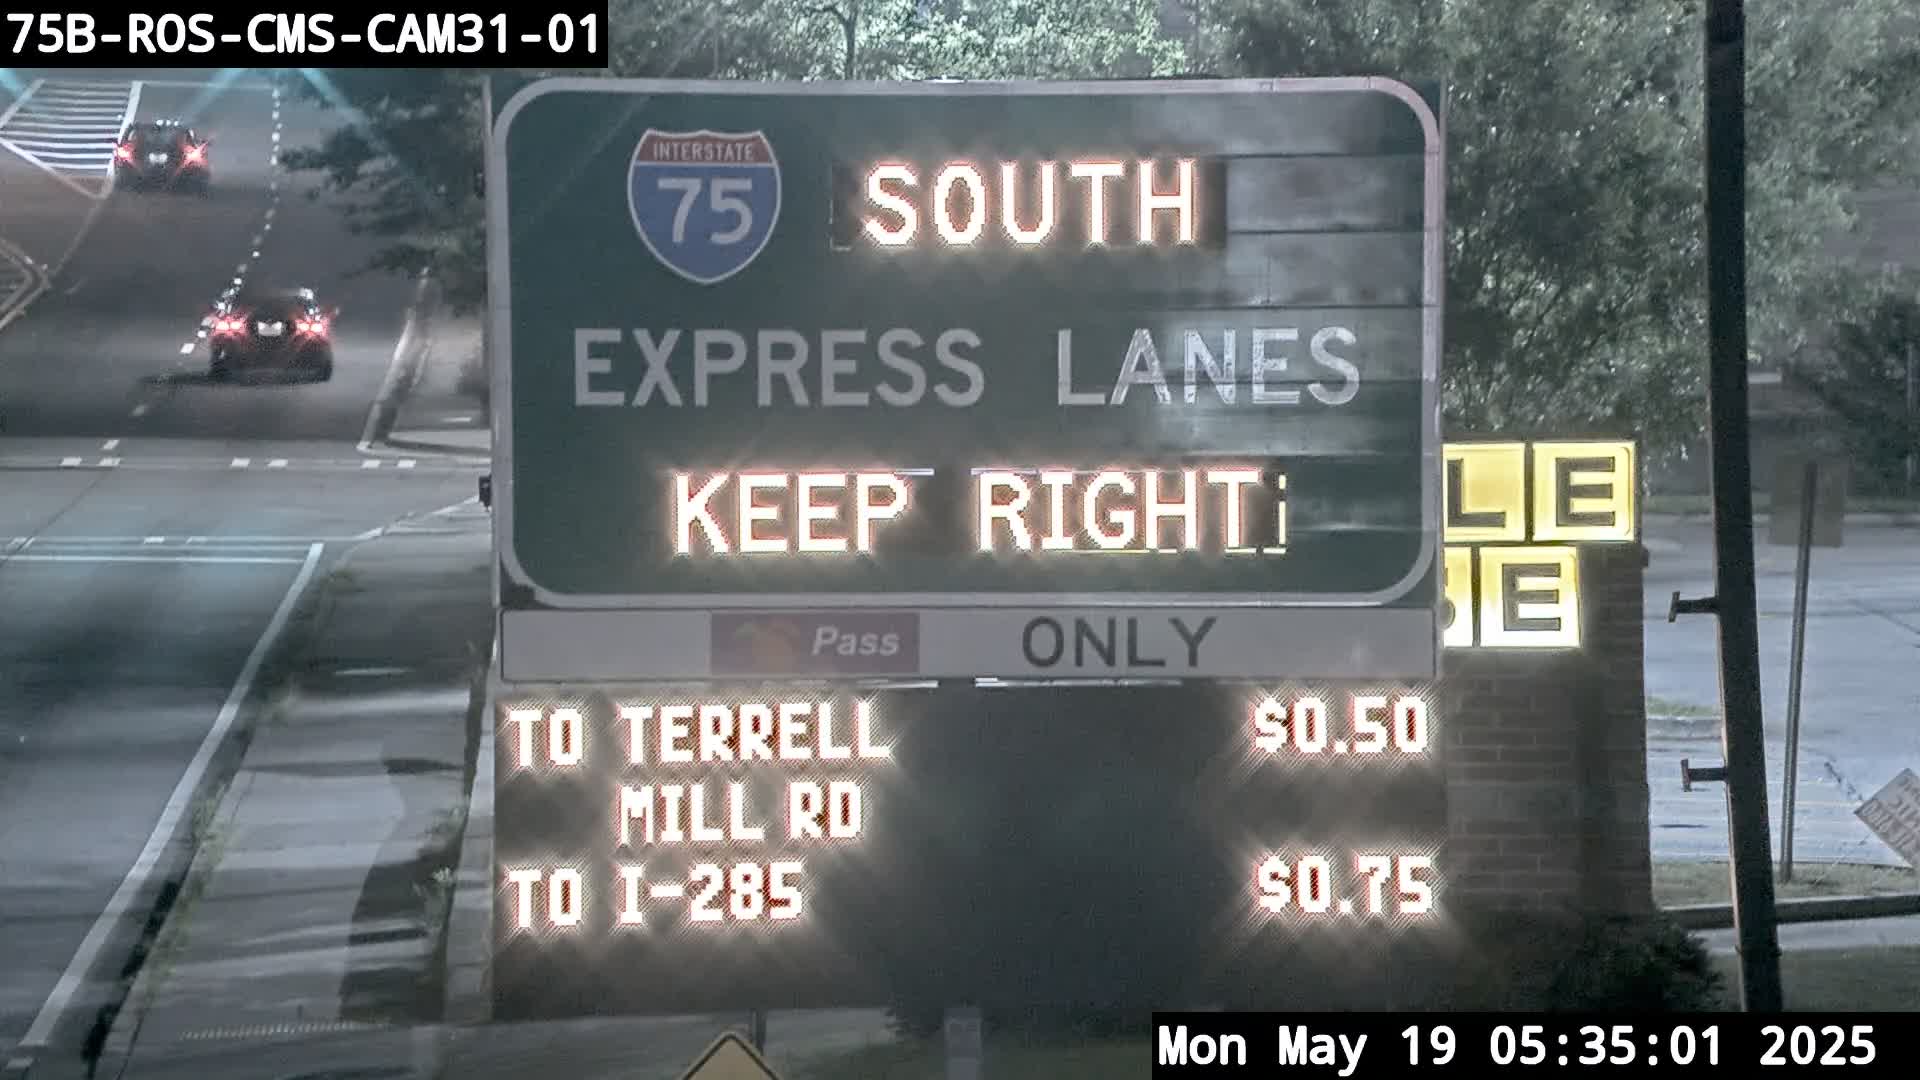 75B-ROS-CMS-CAM31-01
INTERSTATE
75
SOUTH
EXPRESS LANES
KEEP RIGHT
Pass ONLY
TO TERRELL $0.50
MILL RD
TO I-285 $0.75
LE
E
Mon May 19 05:35:01 2025